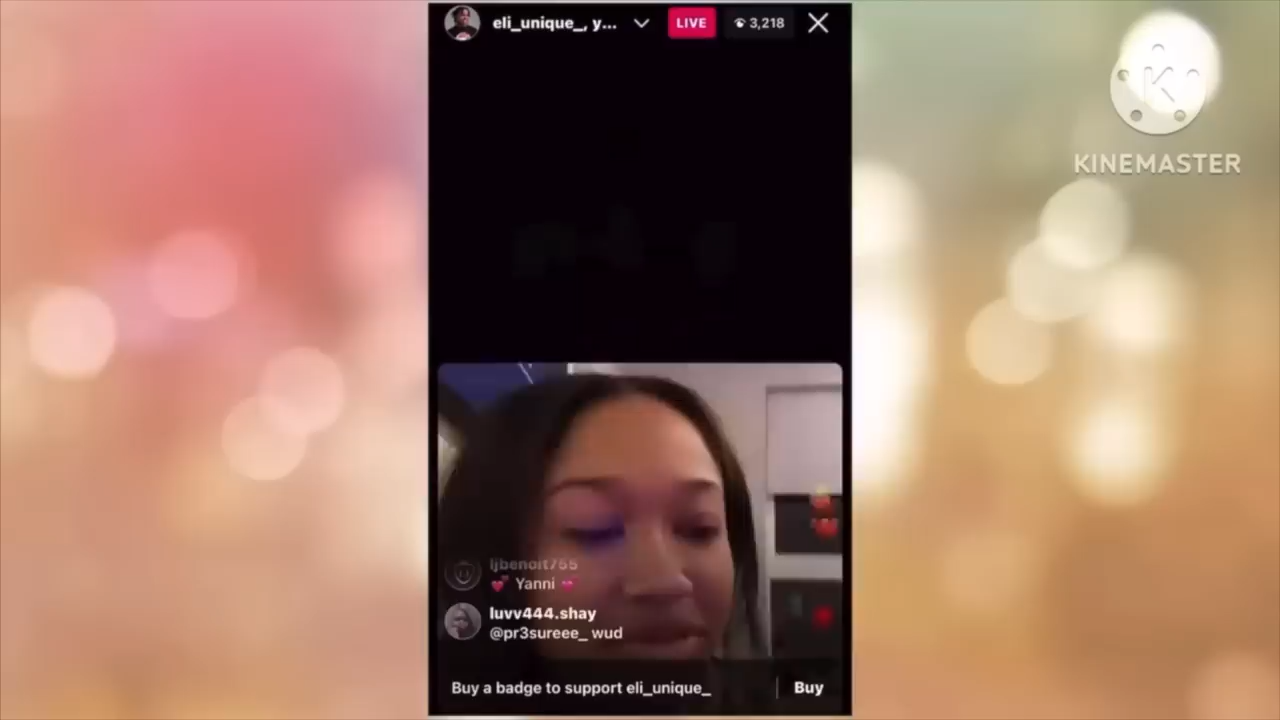 eli_unique_, y...
LIVE
3,218
KINEMASTER
ljbenoit755
💕 Yanni 💕
luvv444.shay
@pr3sureee_ wud
Buy a badge to support eli_unique_
Buy